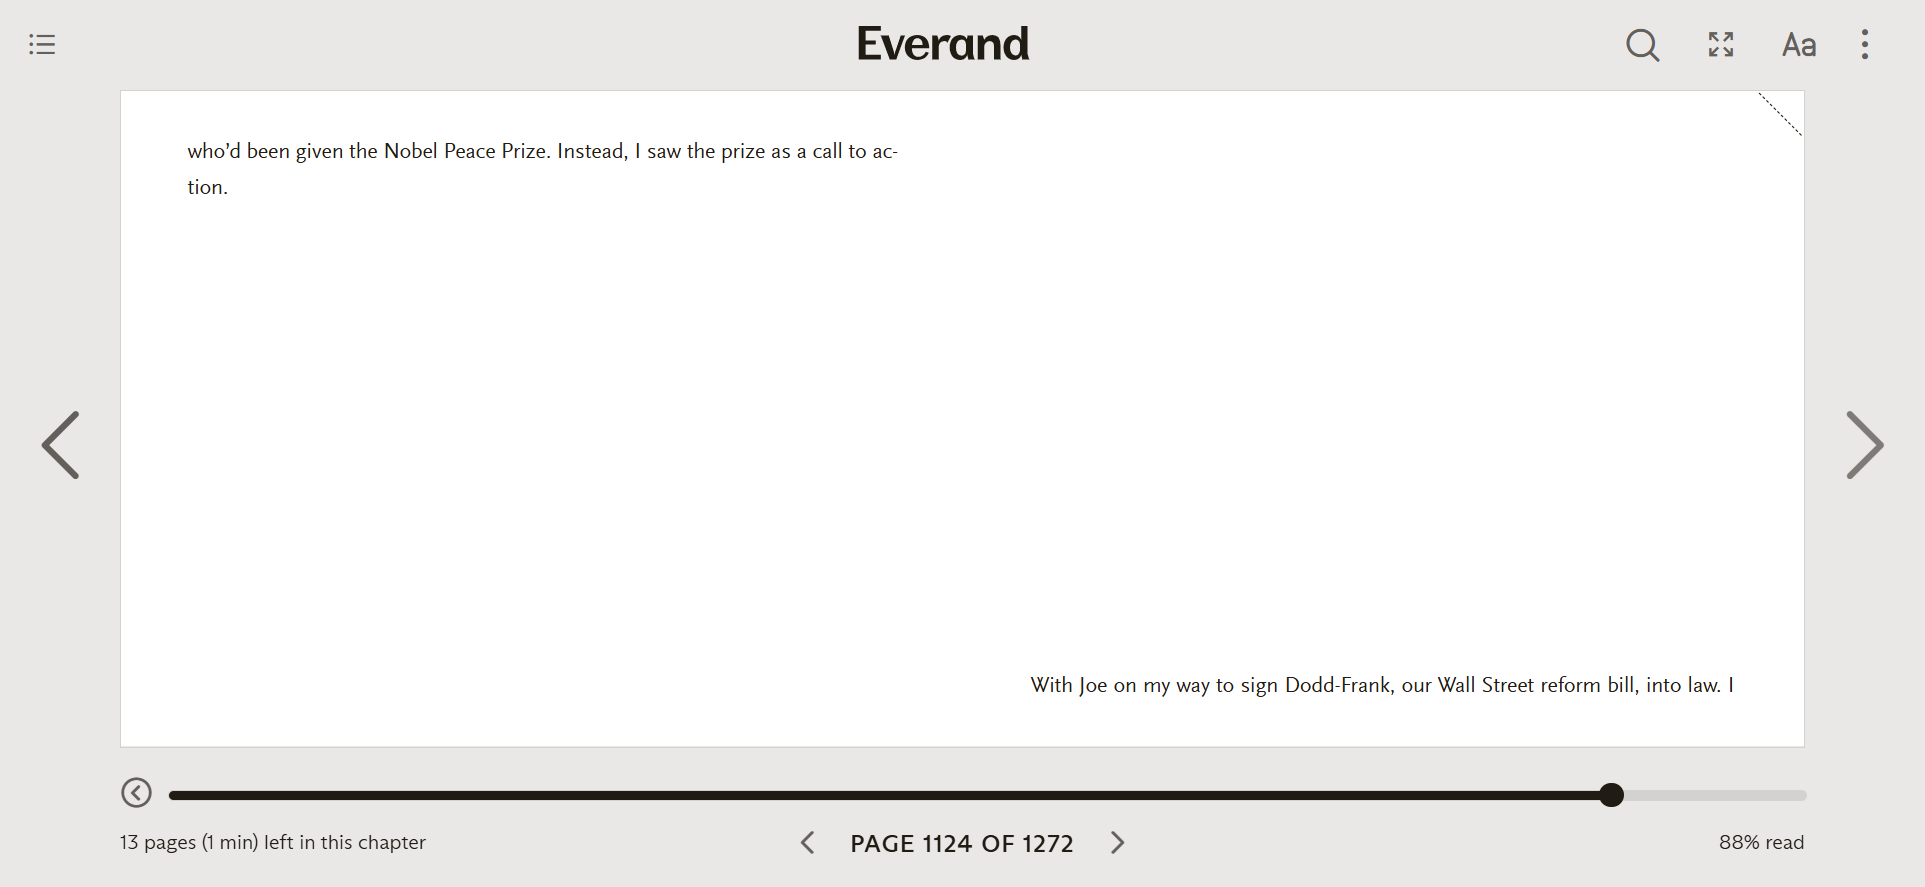 Everand
Aa
who’d been given the Nobel Peace Prize. Instead, I saw the prize as a call to ac-
tion.
With Joe on my way to sign Dodd-Frank, our Wall Street reform bill, into law. I
13 pages (1 min) left in this chapter
PAGE 1124 OF 1272
88% read